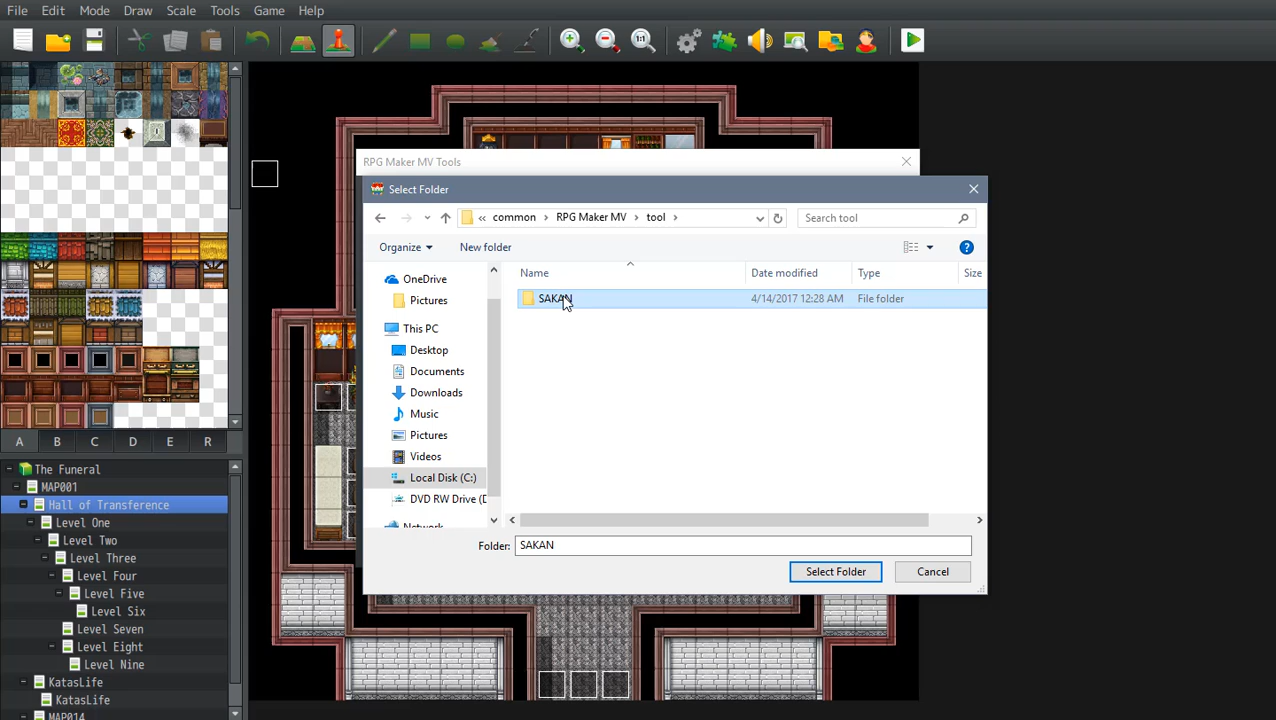 File Edit Mode Draw Scale Tools Game Help
1:1
RPG Maker MV Tools
Select Folder
« common > RPG Maker MV > tool >
Search tool
Organize
New folder
?
Name Date modified Type Size
SAKAN 4/14/2017 12:28 AM File folder
OneDrive
Pictures
This PC
Desktop
Documents
Downloads
Music
Pictures
Videos
Local Disk (C:)
DVD RW Drive (D
Network
Folder: SAKAN
Select Folder Cancel
A B C D E R
The Funeral
MAP001
Hall of Transference
Level One
Level Two
Level Three
Level Four
Level Five
Level Six
Level Seven
Level Eight
Level Nine
KatasLife
KatasLife
MAP014